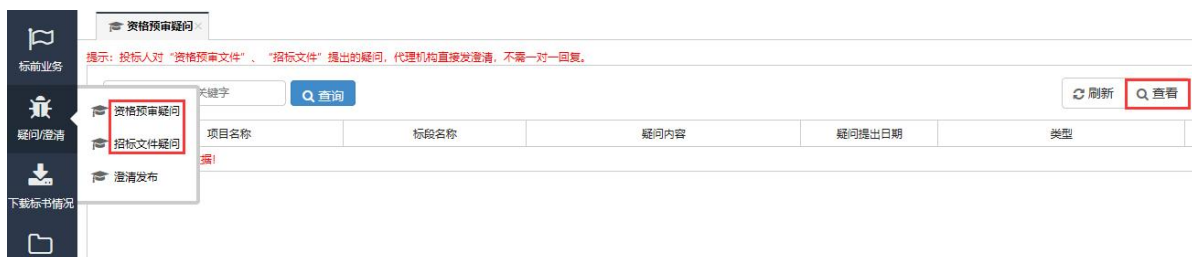 资格预审疑问
标前业务
提示：投标人对“资格预审文件”、“招标文件”提出的疑问，代理机构直接发澄清，不需一对一回复。
关键字
查询
刷新
查看
疑问/澄清
资格预审疑问
招标文件疑问
澄清发布
项目名称
标段名称
疑问内容
疑问提出日期
类型
据!
下载标书情况